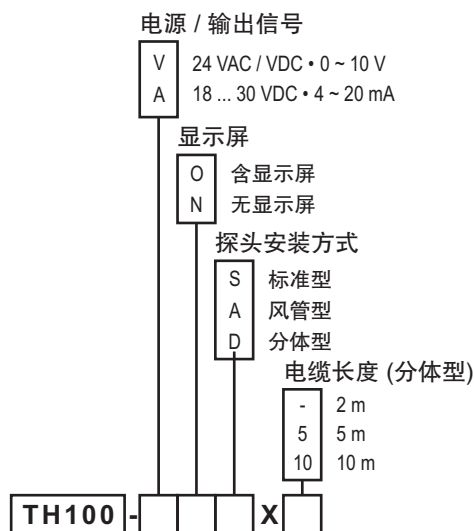 电源 / 输出信号
V 24 VAC / VDC • 0 ~ 10 V
A 18 ... 30 VDC • 4 ~ 20 mA
显示屏
O 含显示屏
N 无显示屏
探头安装方式
S 标准型
A 风管型
D 分体型
电缆长度 (分体型)
- 2 m
5 5 m
10 10 m
TH100 - X